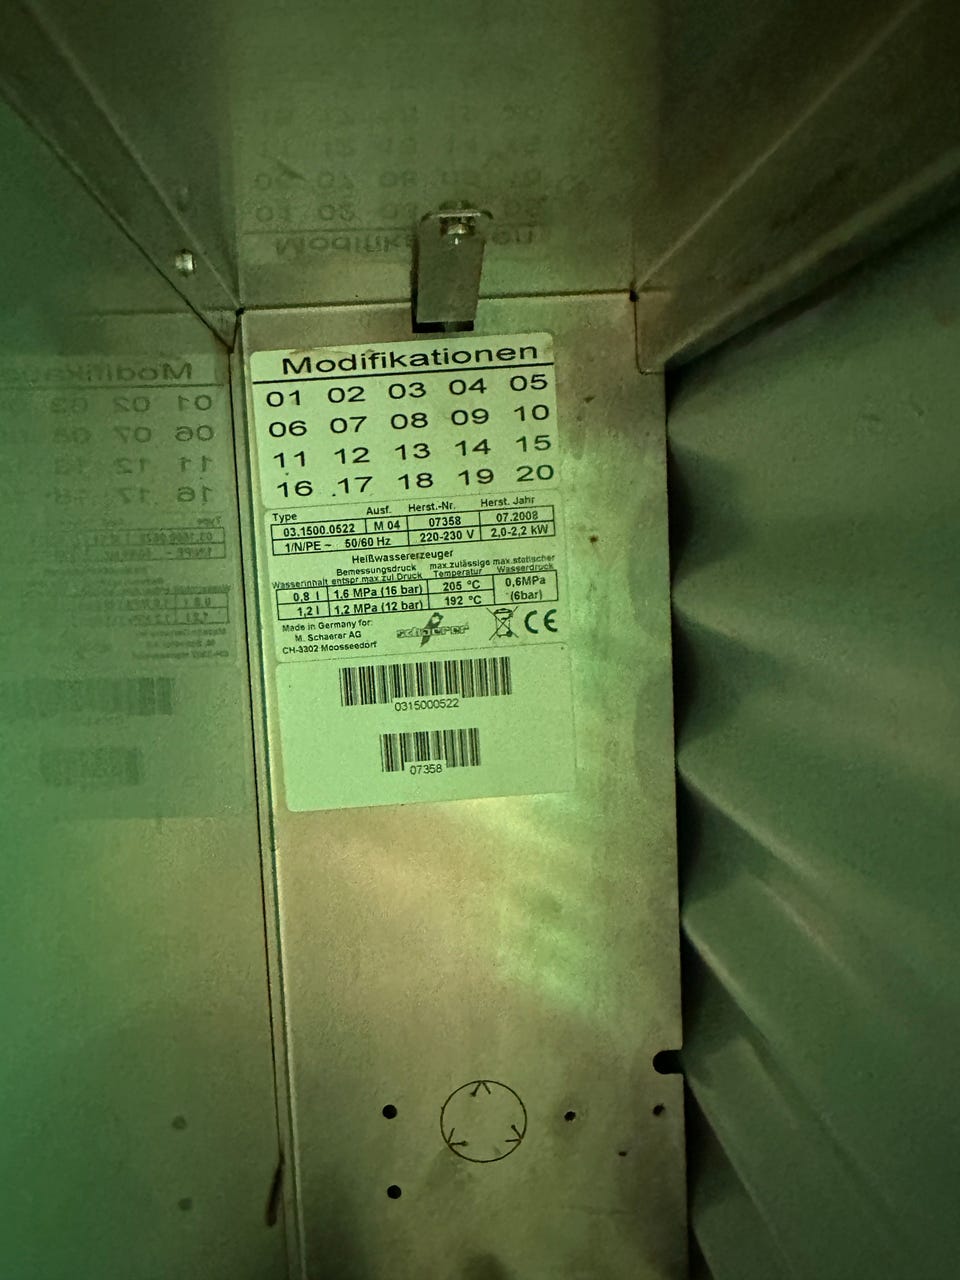 Modifikationen
01 02 03 04 05
06 07 08 09 10
11 12 13 14 15
16 17 18 19 20
Type Ausf. Herst.-Nr. Herst. Jahr
03.1500.0522 M 04 07358 07.2008
1/N/PE ~ 50/60 Hz 220-230 V 2,0-2,2 kW
Heißwassererzeuger
Wasserinhalt Bemessungsdruck entspr.max.zul.Druck max.zulässige Temperatur max.statischer Wasserdruck
0,8 l 1.6 MPa (16 bar) 205 °C 0,6MPa
1,2 l 1,2 MPa (12 bar) 192 °C (6bar)
Made in Germany for:
M. Schaerer AG
CH-3302 Moosseedorf
schaerer CE
0315000522
07358